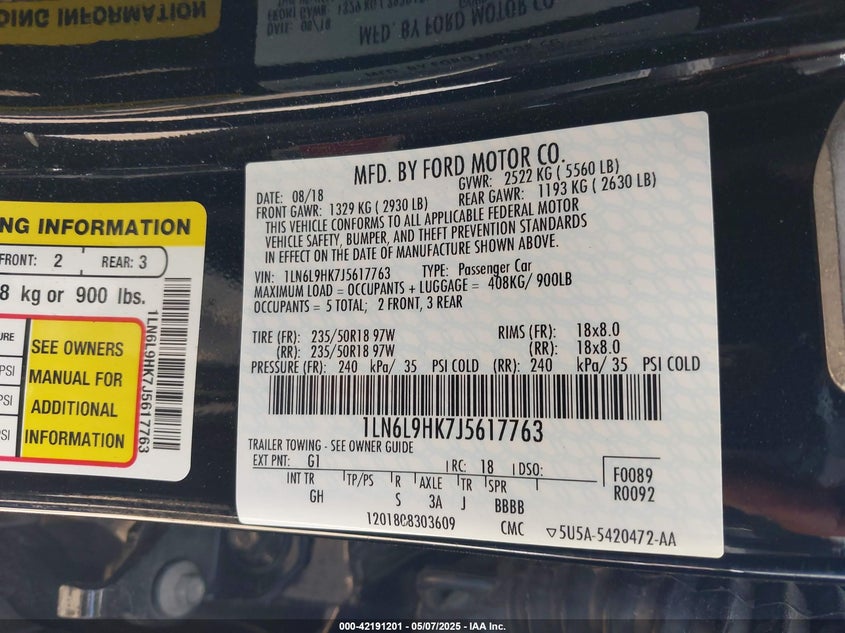 MFD. BY FORD MOTOR CO.
DATE: 08/18
GVWR: 2522 KG ( 5560 LB)
FRONT GAWR: 1329 KG ( 2930 LB)
REAR GAWR: 1193 KG ( 2630 LB)
THIS VEHICLE CONFORMS TO ALL APPLICABLE FEDERAL MOTOR
VEHICLE SAFETY, BUMPER, AND THEFT PREVENTION STANDARDS
IN EFFECT ON THE DATE OF MANUFACTURE SHOWN ABOVE.
VIN: 1LN6L9HK7J5617763 TYPE: Passenger Car
MAXIMUM LOAD = OCCUPANTS + LUGGAGE = 408KG/ 900LB
OCCUPANTS = 5 TOTAL; 2 FRONT, 3 REAR
TIRE (FR): 235/50R18 97W RIMS (FR): 18x8.0
(RR): 235/50R18 97W (RR): 18x8.0
PRESSURE (FR): 240 kPa/ 35 PSI COLD (RR): 240 kPa/ 35 PSI COLD
1LN6L9HK7J5617763
TRAILER TOWING - SEE OWNER GUIDE
EXT PNT: G1 RC: 18 DSO:
F0089
R0092
INT TR TP/PS R AXLE TR SPR
GH S 3A J BBBB
12018C8303609 CMC ▽5U5A-5420472-AA
NG INFORMATION
FRONT: 2 REAR: 3
8 kg or 900 lbs.
URE
PSI
PSI
SI
SEE OWNERS
MANUAL FOR
ADDITIONAL
INFORMATION
1LN6L9HK7J5617763
000-42191201 - 05/07/2025 - IAA Inc.